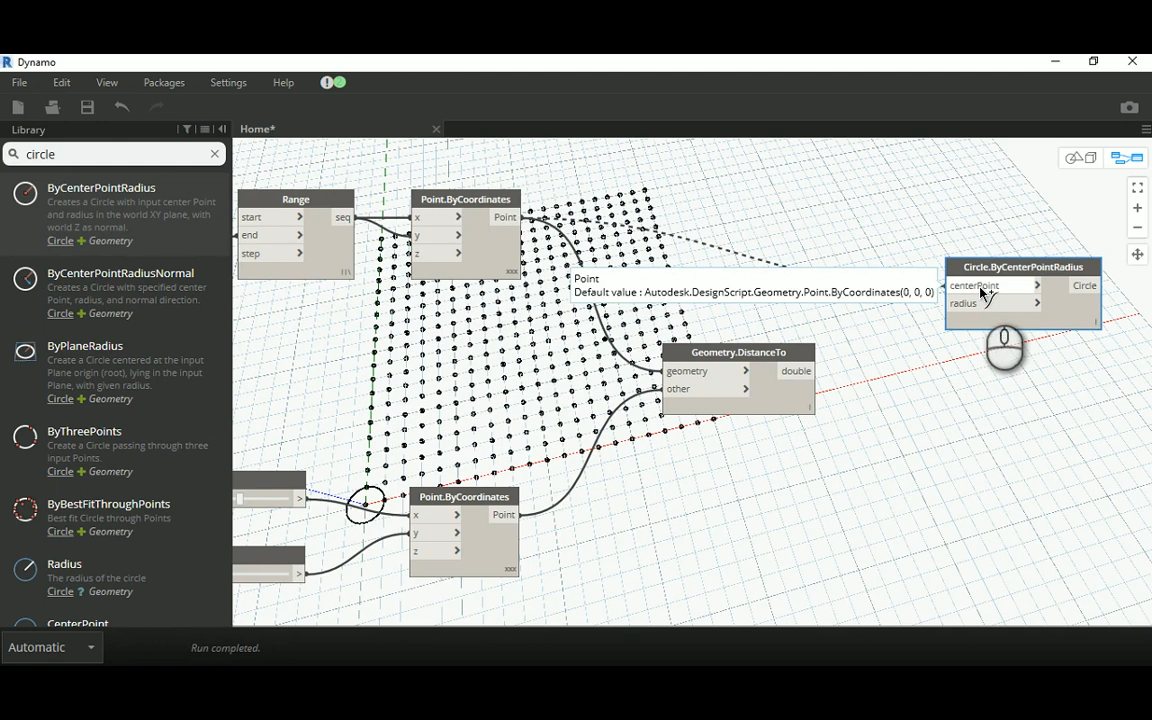 Dynamo
File Edit View Packages Settings Help
Library
Home*
circle
ByCenterPointRadius
Creates a Circle with input center Point
and radius in the world XY plane, with
world Z as normal.
Circle + Geometry
ByCenterPointRadiusNormal
Creates a Circle with specified center
Point, radius, and normal direction.
Circle + Geometry
ByPlaneRadius
Create a Circle centered at the input
Plane origin (root), lying in the input
Plane, with given radius.
Circle + Geometry
ByThreePoints
Create a Circle passing through three
input Points.
Circle + Geometry
ByBestFitThroughPoints
Best fit Circle through Points
Circle + Geometry
Radius
The radius of the circle
Circle ? Geometry
CenterPoint
Range
start > seq
end >
step >
Point.ByCoordinates
x > Point
y >
z >
xxx
Point
Default value : Autodesk.DesignScript.Geometry.Point.ByCoordinates(0, 0, 0)
Circle.ByCenterPointRadius
centerPoint > Circle
radius >
Geometry.DistanceTo
geometry > double
other >
Point.ByCoordinates
x > Point
y >
z >
xxx
>
>
Automatic
Run completed.